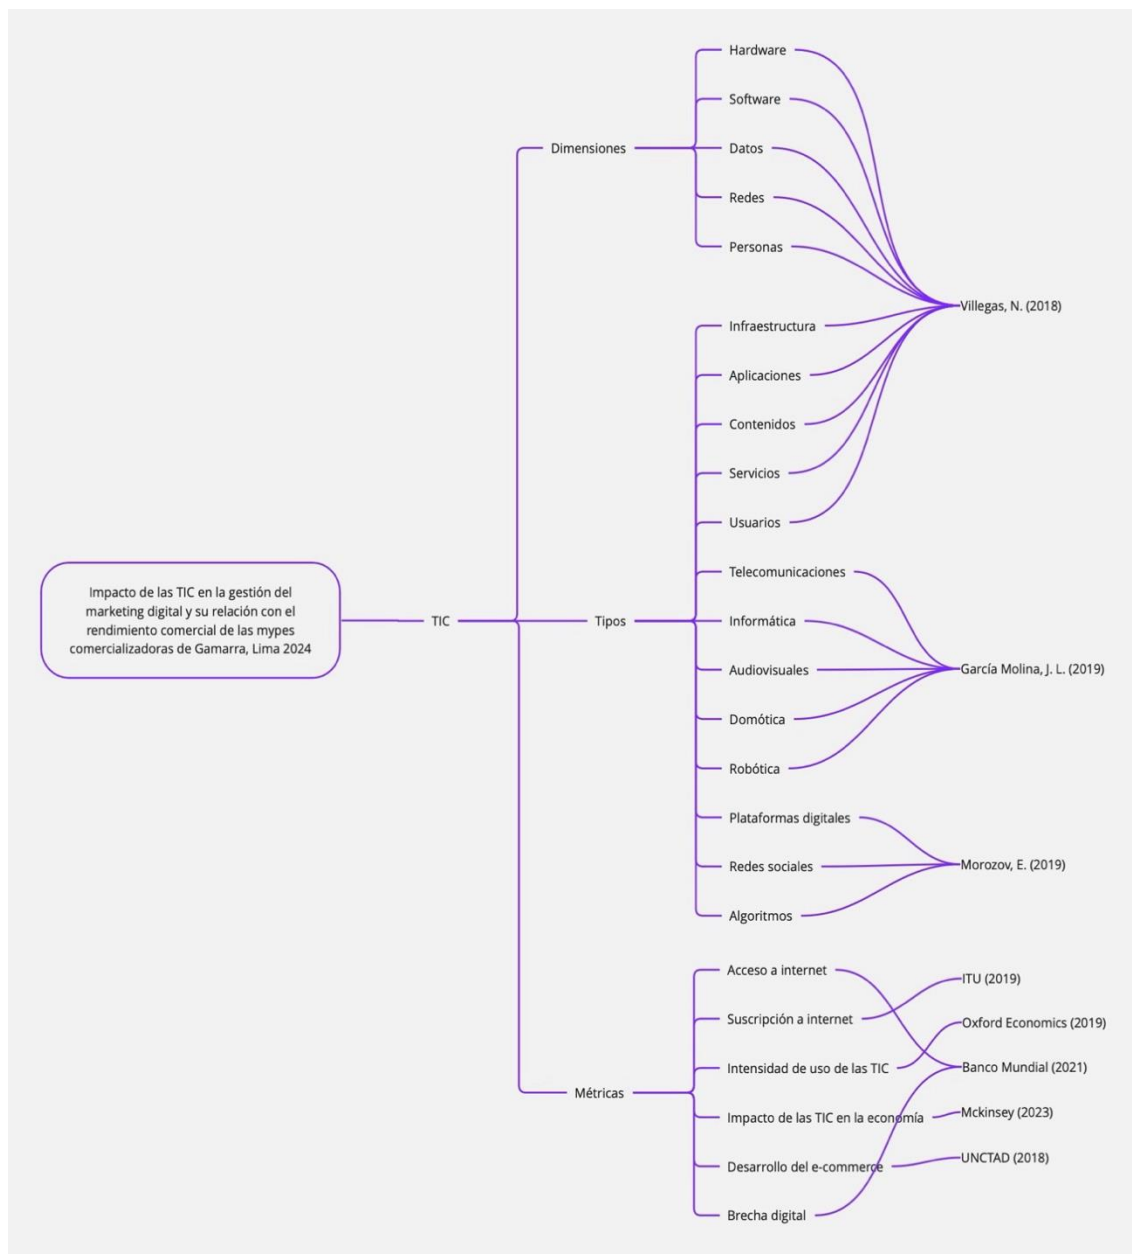 Impacto de las TIC en la gestión del
marketing digital y su relación con el
rendimiento comercial de las mypes
comercializadoras de Gamarra, Lima 2024
TIC
Dimensiones
Hardware
Software
Datos
Redes
Personas
Villegas, N. (2018)
Tipos
Infraestructura
Aplicaciones
Contenidos
Servicios
Usuarios
Telecomunicaciones
Informática
Audiovisuales
Domótica
Robótica
García Molina, J. L. (2019)
Plataformas digitales
Redes sociales
Algoritmos
Morozov, E. (2019)
Métricas
Acceso a internet
Suscripción a internet
Intensidad de uso de las TIC
Impacto de las TIC en la economía
Desarrollo del e-commerce
Brecha digital
ITU (2019)
Oxford Economics (2019)
Banco Mundial (2021)
Mckinsey (2023)
UNCTAD (2018)